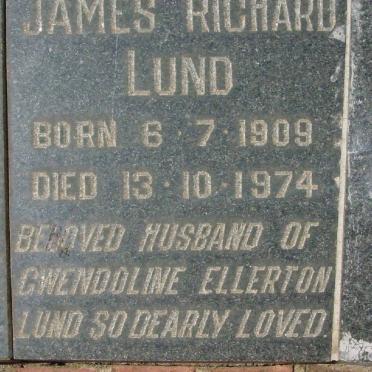 JAMES RICHARD
LUND
BORN 6·7·1909
DIED 13·10·1974
BELOVED HUSBAND OF
GWENDOLINE ELLERTON
LUND SO DEARLY LOVED